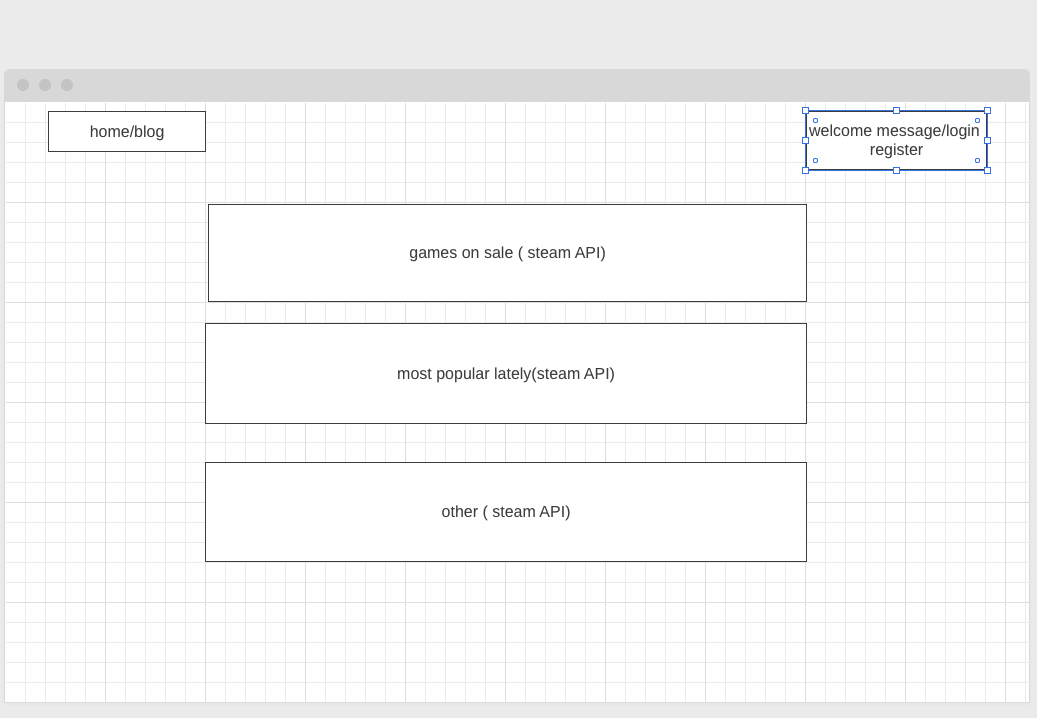 home/blog
welcome message/login
register
games on sale ( steam API)
most popular lately(steam API)
other ( steam API)